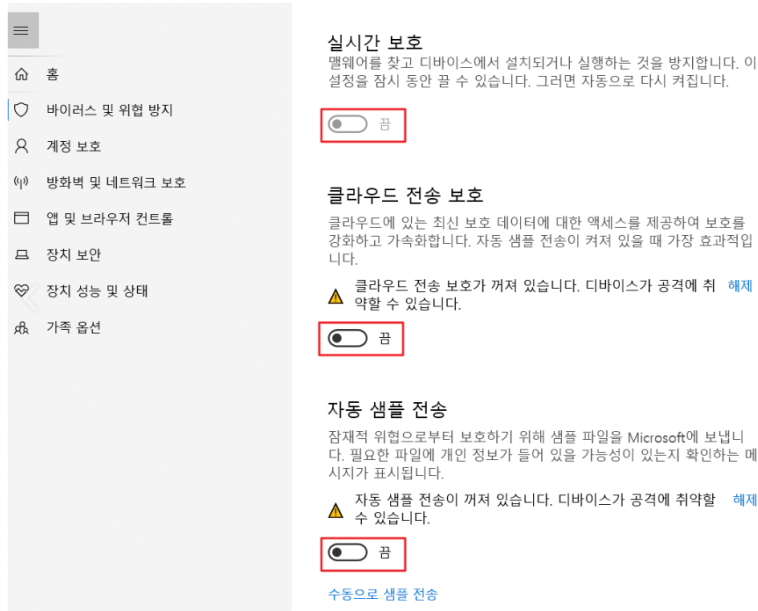 홈
바이러스 및 위협 방지
계정 보호
방화벽 및 네트워크 보호
앱 및 브라우저 컨트롤
장치 보안
장치 성능 및 상태
가족 옵션
실시간 보호
맬웨어를 찾고 디바이스에서 설치되거나 실행하는 것을 방지합니다. 이
설정을 잠시 동안 끌 수 있습니다. 그러면 자동으로 다시 켜집니다.
끔
클라우드 전송 보호
클라우드에 있는 최신 보호 데이터에 대한 액세스를 제공하여 보호를
강화하고 가속화합니다. 자동 샘플 전송이 켜져 있을 때 가장 효과적입
니다.
클라우드 전송 보호가 꺼져 있습니다. 디바이스가 공격에 취 해제
약할 수 있습니다.
끔
자동 샘플 전송
잠재적 위협으로부터 보호하기 위해 샘플 파일을 Microsoft에 보냅니
다. 필요한 파일에 개인 정보가 들어 있을 가능성이 있는지 확인하는 메
시지가 표시됩니다.
자동 샘플 전송이 꺼져 있습니다. 디바이스가 공격에 취약할 해제
수 있습니다.
끔
수동으로 샘플 전송